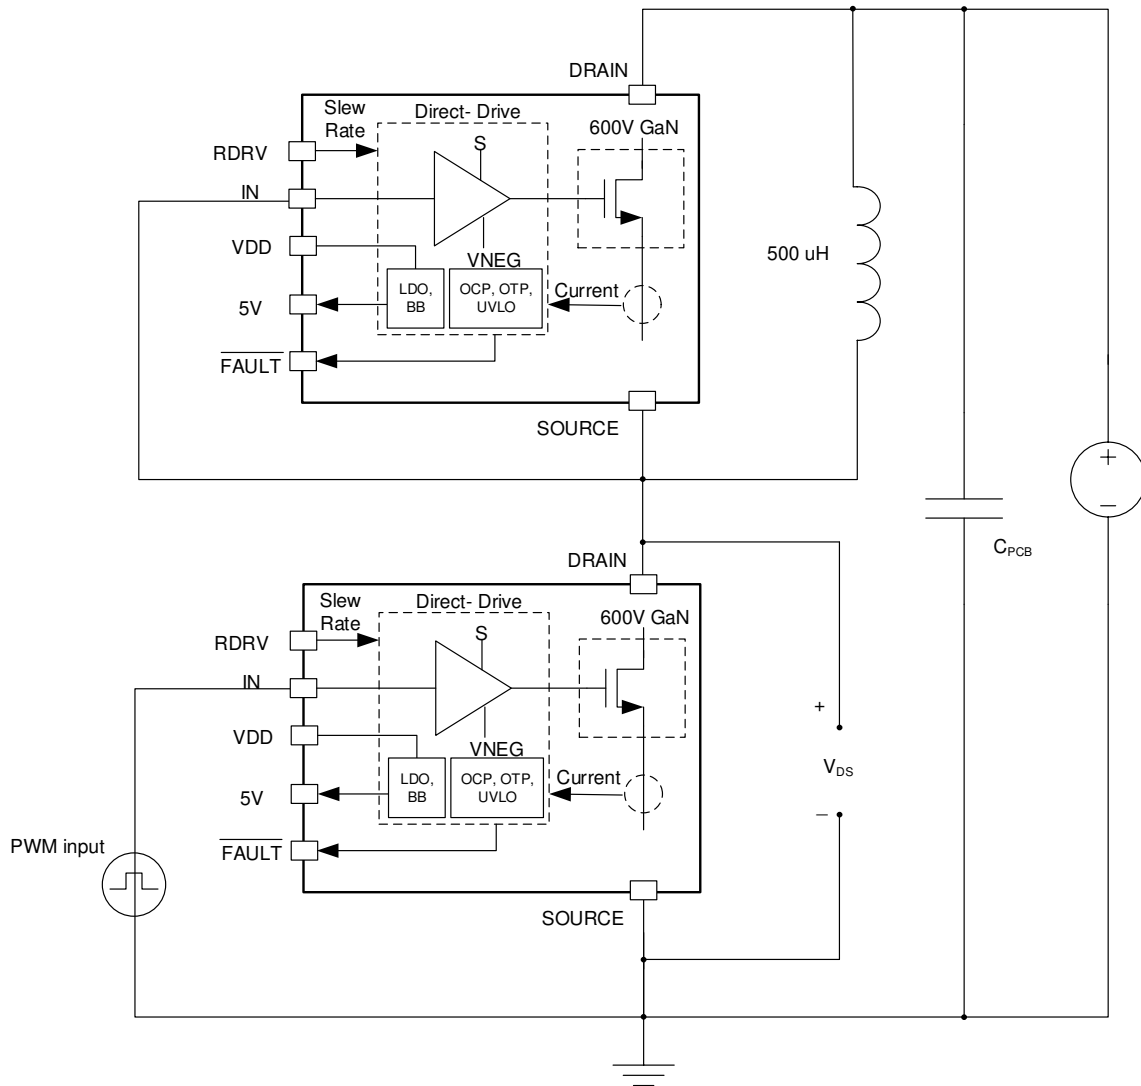 DRAIN
Slew
Rate
Direct- Drive
600V GaN
RDRV
S
IN
VDD
VNEG
LDO,
BB
OCP, OTP,
UVLO
Current
5V
FAULT
SOURCE
500 uH
+
−
CPCB
DRAIN
Slew
Rate
Direct- Drive
600V GaN
RDRV
S
IN
VDD
VNEG
LDO,
BB
OCP, OTP,
UVLO
Current
5V
FAULT
SOURCE
+
VDS
−
PWM input